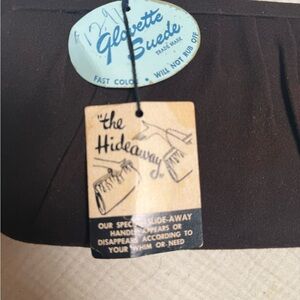 Glovette
Suede
TRADE MARK
FAST COLOR • WILL NOT RUB OFF
"the
Hideaway"
OUR SPECIAL SLIDE-AWAY
HANDLE APPEARS OR
DISAPPEARS ACCORDING TO
YOUR WHIM OR NEED